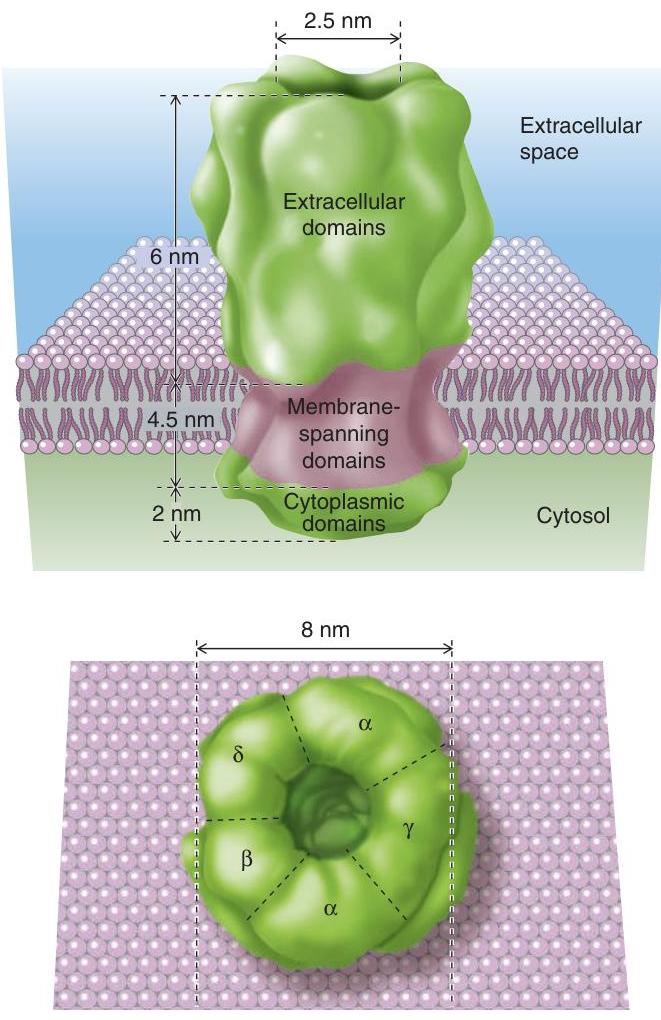 2.5 nm
Extracellular
space
Extracellular
domains
6 nm
Membrane-
spanning
domains
4.5 nm
Cytoplasmic
domains
2 nm
Cytosol
8 nm
α
δ
γ
β
α